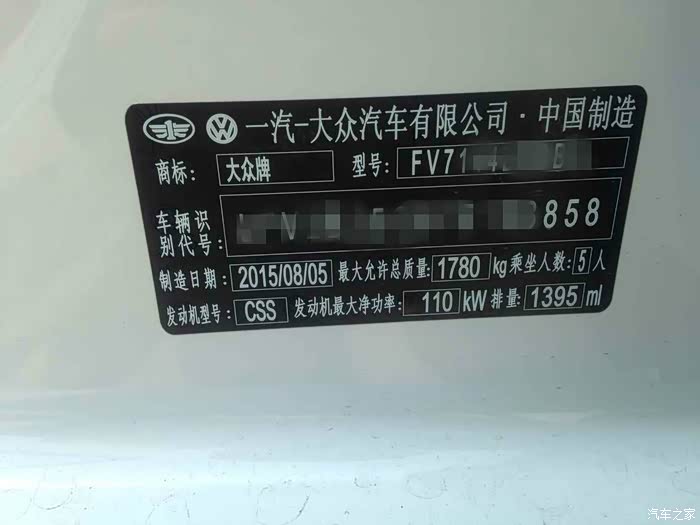 一汽-大众汽车有限公司·中国制造
商标: 大众牌 型号: FV71
车辆识别代号: 858
制造日期: 2015/08/05 最大允许总质量: 1780 kg 乘坐人数: 5 人
发动机型号: CSS 发动机最大净功率: 110 kW 排量: 1395 ml
汽车之家